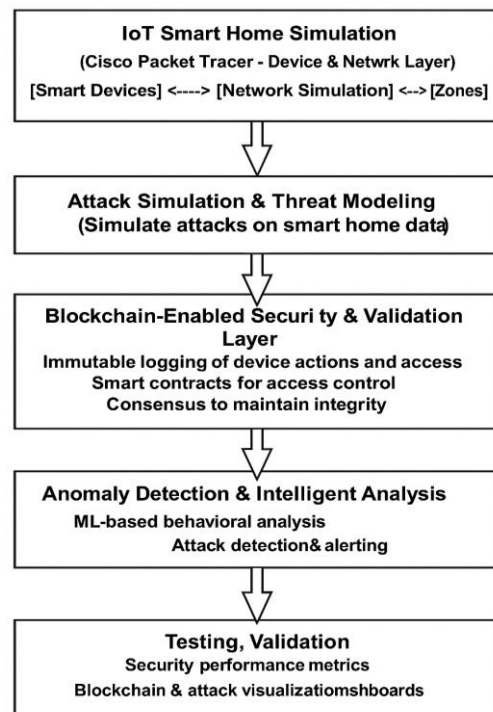 IoT Smart Home Simulation
(Cisco Packet Tracer - Device & Netwrk Layer)
[Smart Devices] <----> [Network Simulation] <--> [Zones]
Attack Simulation & Threat Modeling
(Simulate attacks on smart home data)
Blockchain-Enabled Securi ty & Validation
Layer
Immutable logging of device actions and access
Smart contracts for access control
Consensus to maintain integrity
Anomaly Detection & Intelligent Analysis
ML-based behavioral analysis
Attack detection& alerting
Testing, Validation
Security performance metrics
Blockchain & attack visualizatiomshboards